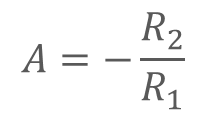 A = −R₂/R₁